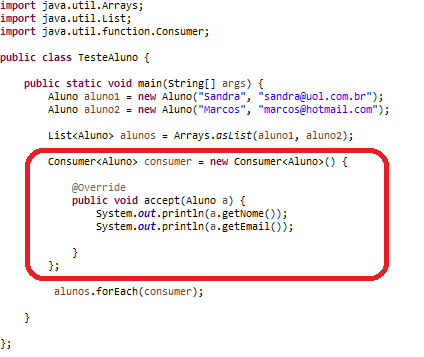 import java.util.Arrays;
import java.util.List;
import java.util.function.Consumer;
public class TesteAluno {
public static void main(String[] args) {
Aluno aluno1 = new Aluno("Sandra", "sandra@uol.com.br");
Aluno aluno2 = new Aluno("Marcos", "marcos@hotmail.com");
List<Aluno> alunos = Arrays.asList(aluno1, aluno2);
Consumer<Aluno> consumer = new Consumer<Aluno>() {
@Override
public void accept(Aluno a) {
System.out.println(a.getNome());
System.out.println(a.getEmail());
}
};
alunos.forEach(consumer);
}
};